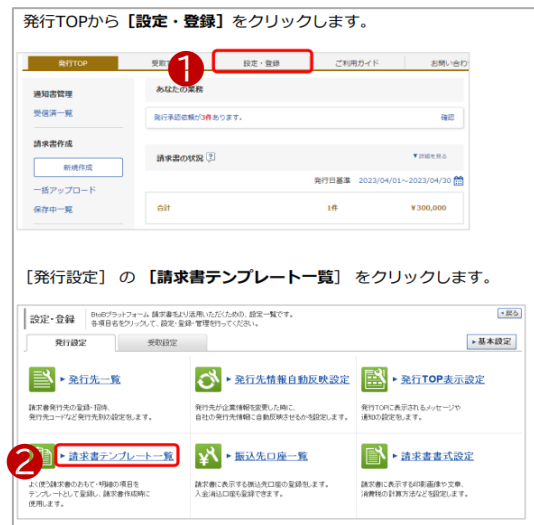 発行TOPから【設定・登録】をクリックします。
発行TOP
設定・登録
ご利用ガイド
お問い合わ
1
通知書管理
あなたの業務
受信済一覧
発行承認依頼が3件あります。
確認
請求書作成
請求書の状況 ?
▼詳細を見る
新規作成
発行日基準 2023/04/01～2023/04/30
一括アップロード
保存中一覧
合計
1件
¥300,000
[発行設定] の【請求書テンプレート一覧】をクリックします。
設定・登録
BtoBプラットフォーム 請求書をより活用いただくための、設定一覧です。
各項目名をクリックして、設定・登録・管理を行ってください。
戻る
発行設定
受取設定
基本設定
発行先一覧
発行先情報自動反映設定
発行TOP表示設定
請求書発行先の登録・招待、
発行先コードなど発行先別の設定をします。
発行先が企業情報を変更した際に、
自社の発行先情報に自動反映させるかを設定します。
発行TOPに表示されるメッセージや
通知の設定をします。
2
請求書テンプレート一覧
振込先口座一覧
請求書書式設定
よく使う請求書のおもて・明細の項目を
テンプレートとして登録し、請求書作成時に
使用します。
請求書に表示する振込先口座の登録をします。
入金消込口座も登録できます。
請求書に表示する印影画像や文章、
消費税の計算方法などを設定します。